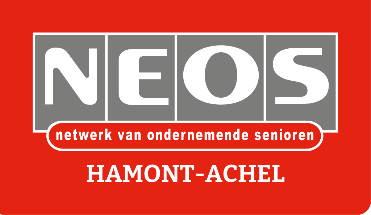 NEOS
netwerk van ondernemende senioren
HAMONT-ACHEL